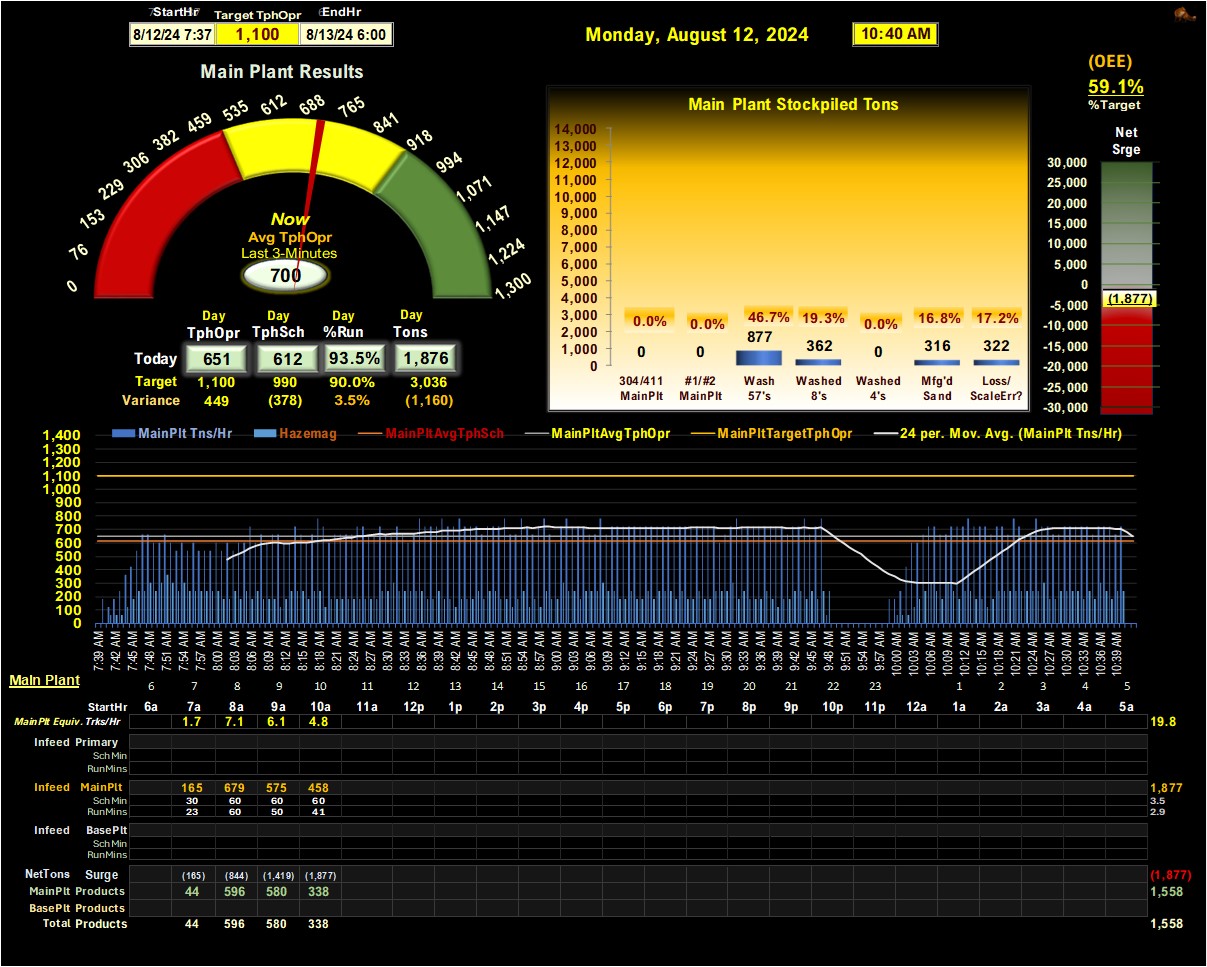 StartHr Target TphOpr EndHr
8/12/24 7:37 1,100 8/13/24 6:00
Monday, August 12, 2024 10:40 AM
(OEE)
59.1%
%Target
Main Plant Results
0 76 153 229 306 382 459 535 612 688 765 841 918 994 1,071 1,147 1,224 1,300
Now
Avg TphOpr
Last 3-Minutes
700
Day Day Day Day
TphOpr TphSch %Run Tons
Today 651 612 93.5% 1,876
Target 1,100 990 90.0% 3,036
Variance 449 (378) 3.5% (1,160)
Main Plant Stockpiled Tons
14,000
13,000
12,000
11,000
10,000
9,000
8,000
7,000
6,000
5,000
4,000
3,000
2,000
1,000
0
0.0% 0.0% 46.7% 19.3% 0.0% 16.8% 17.2%
0 0 877 362 0 316 322
304/411 #1/#2 Wash Washed Washed Mfg'd Loss/
MainPlt MainPlt 57's 8's 4's Sand ScaleErr?
Net
Srge
30,000
25,000
20,000
15,000
10,000
5,000
0
(1,877)
-5,000
-10,000
-15,000
-20,000
-25,000
-30,000
MainPlt Tns/Hr Hazemag MainPltAvgTphSch MainPltAvgTphOpr MainPltTargetTphOpr 24 per. Mov. Avg. (MainPlt Tns/Hr)
1,400
1,300
1,200
1,100
1,000
900
800
700
600
500
400
300
200
100
0
7:39 AM 7:42 AM 7:45 AM 7:48 AM 7:51 AM 7:54 AM 7:57 AM 8:00 AM 8:03 AM 8:06 AM 8:09 AM 8:12 AM 8:15 AM 8:18 AM 8:21 AM 8:24 AM 8:27 AM 8:30 AM 8:33 AM 8:36 AM 8:39 AM 8:42 AM 8:45 AM 8:48 AM 8:51 AM 8:54 AM 8:57 AM 9:00 AM 9:03 AM 9:06 AM 9:09 AM 9:12 AM 9:15 AM 9:18 AM 9:21 AM 9:24 AM 9:27 AM 9:30 AM 9:33 AM 9:36 AM 9:39 AM 9:42 AM 9:45 AM 9:48 AM 9:51 AM 9:54 AM 9:57 AM 10:00 AM 10:03 AM 10:06 AM 10:09 AM 10:12 AM 10:15 AM 10:18 AM 10:21 AM 10:24 AM 10:27 AM 10:30 AM 10:33 AM 10:36 AM 10:39 AM
Main Plant
6 7 8 9 10 11 12 13 14 15 16 17 18 19 20 21 22 23 1 2 3 4 5
StartHr 6a 7a 8a 9a 10a 11a 12p 1p 2p 3p 4p 5p 6p 7p 8p 9p 10p 11p 12a 1a 2a 3a 4a 5a
MainPlt Equiv. Trks/Hr 1.7 7.1 6.1 4.8 19.8
Infeed Primary
SchMin
RunMins
Infeed MainPlt 165 679 575 458 1,877
SchMin 30 60 60 60 3.5
RunMins 23 60 50 41 2.9
Infeed BasePlt
SchMin
RunMins
NetTons Surge (165) (844) (1,419) (1,877) (1,877)
MainPlt Products 44 596 580 338 1,558
BasePlt Products
Total Products 44 596 580 338 1,558